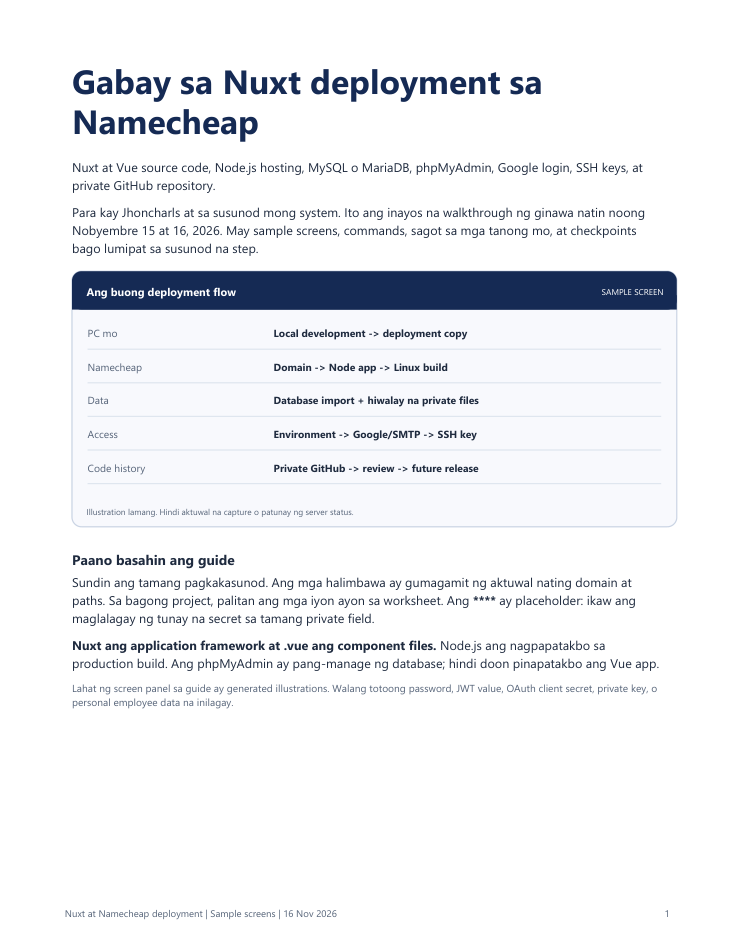 Gabay sa Nuxt deployment sa
Namecheap
Nuxt at Vue source code, Node.js hosting, MySQL o MariaDB, phpMyAdmin, Google login, SSH keys, at
private GitHub repository.
Para kay Jhoncharls at sa susunod mong system. Ito ang inayos na walkthrough ng ginawa natin noong
Nobyembre 15 at 16, 2026. May sample screens, commands, sagot sa mga tanong mo, at checkpoints
bago lumipat sa susunod na step.
Ang buong deployment flow SAMPLE SCREEN
PC mo Local development -> deployment copy
Namecheap Domain -> Node app -> Linux build
Data Database import + hiwalay na private files
Access Environment -> Google/SMTP -> SSH key
Code history Private GitHub -> review -> future release
Illustration lamang. Hindi aktuwal na capture o patunay ng server status.
Paano basahin ang guide
Sundin ang tamang pagkakasunod. Ang mga halimbawa ay gumagamit ng aktuwal nating domain at
paths. Sa bagong project, palitan ang mga iyon ayon sa worksheet. Ang **** ay placeholder: ikaw ang
maglalagay ng tunay na secret sa tamang private field.
Nuxt ang application framework at .vue ang component files. Node.js ang nagpapatakbo sa
production build. Ang phpMyAdmin ay pang-manage ng database; hindi doon pinapatakbo ang Vue app.
Lahat ng screen panel sa guide ay generated illustrations. Walang totoong password, JWT value, OAuth client secret, private key, o
personal employee data na inilagay.
Nuxt at Namecheap deployment | Sample screens | 16 Nov 2026 1